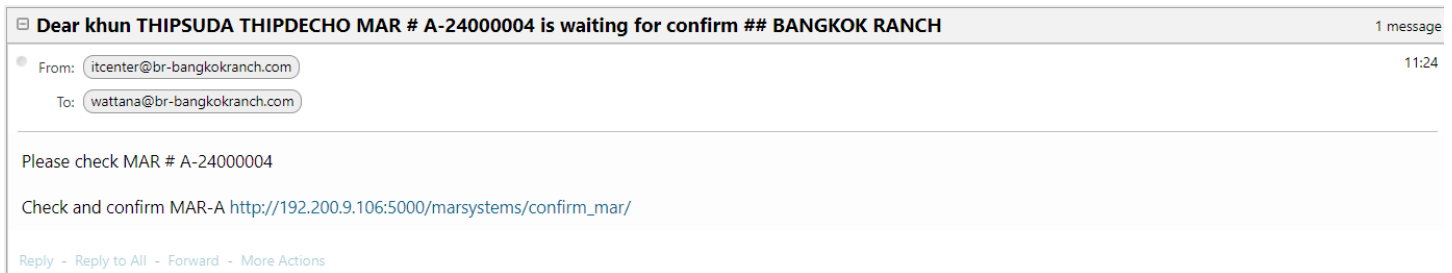 Dear khun THIPSUDA THIPDECHO MAR # A-24000004 is waiting for confirm ## BANGKOK RANCH 1 message
From: itcenter@br-bangkokranch.com 11:24
To: wattana@br-bangkokranch.com
Please check MAR # A-24000004
Check and confirm MAR-A http://192.200.9.106:5000/marsystems/confirm_mar/
Reply - Reply to All - Forward - More Actions